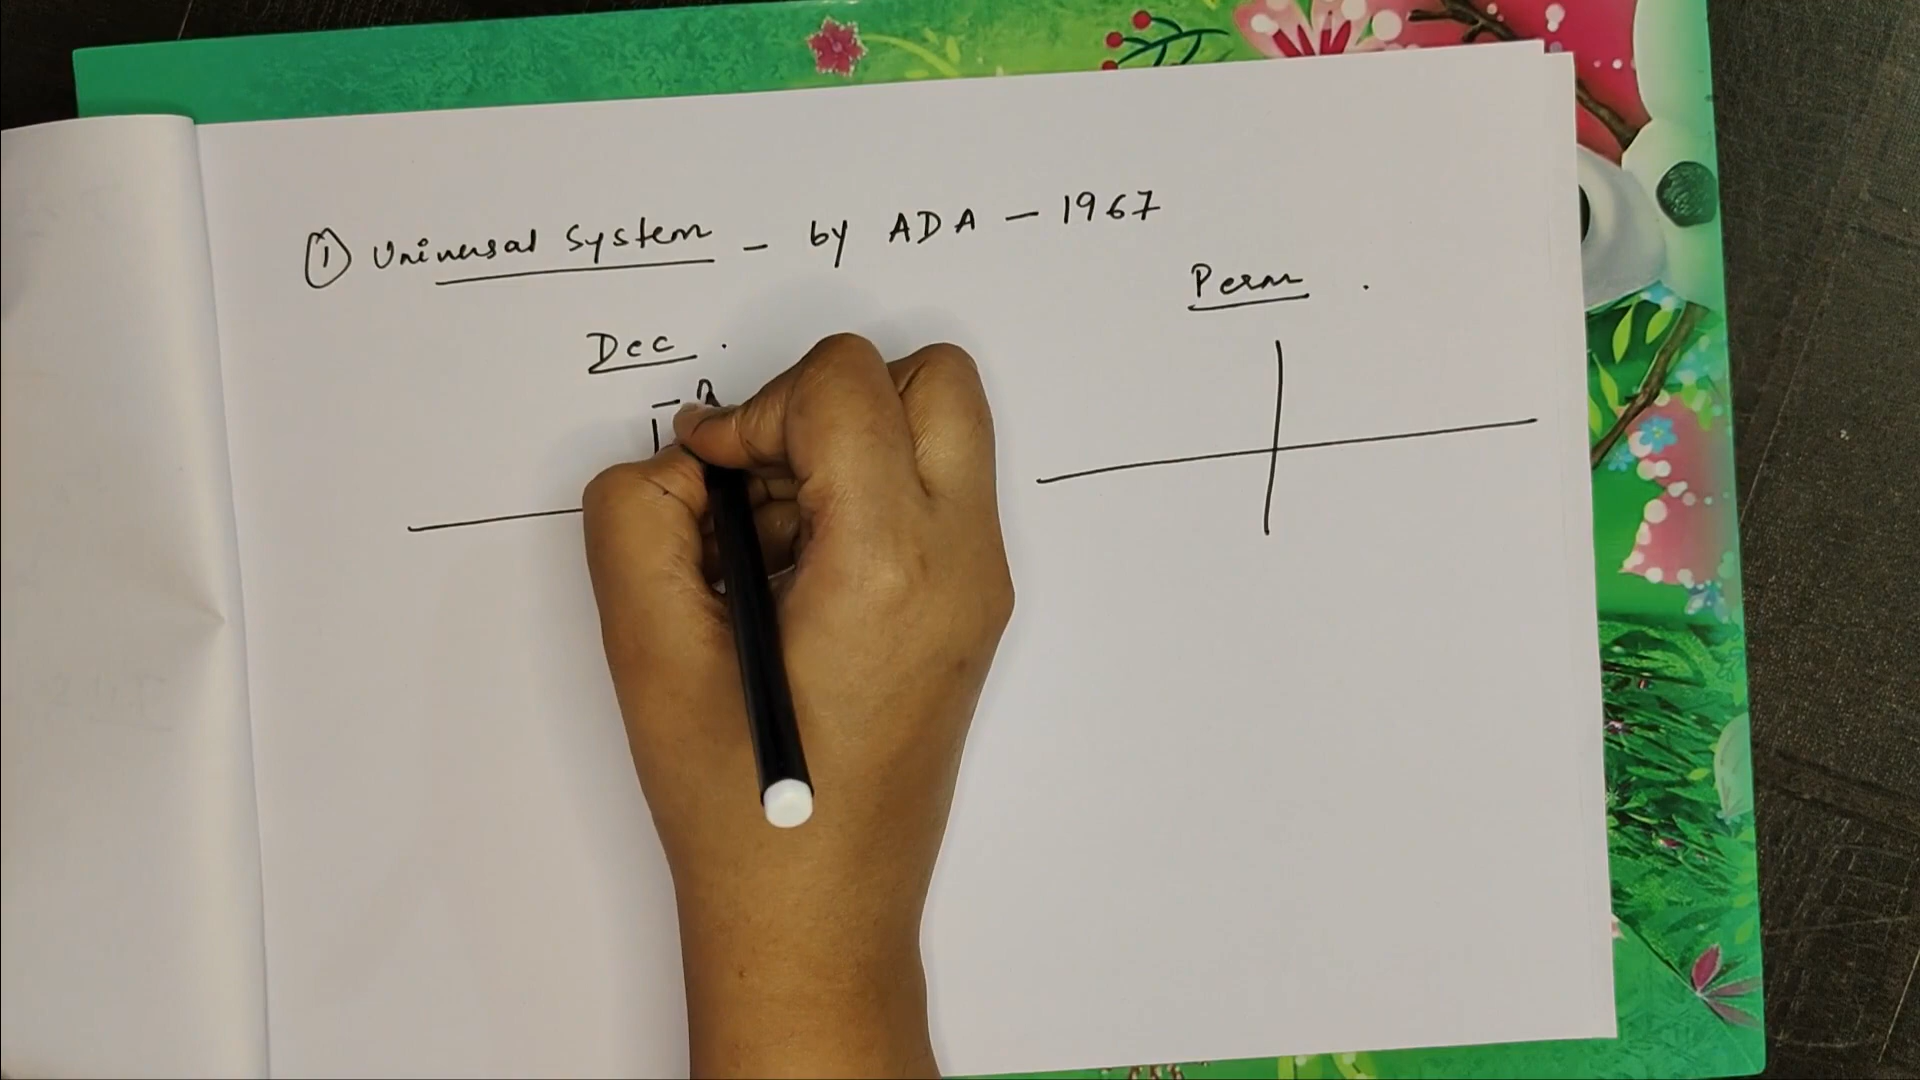 ① Universal System - by ADA - 1967
Dec.
Perm.